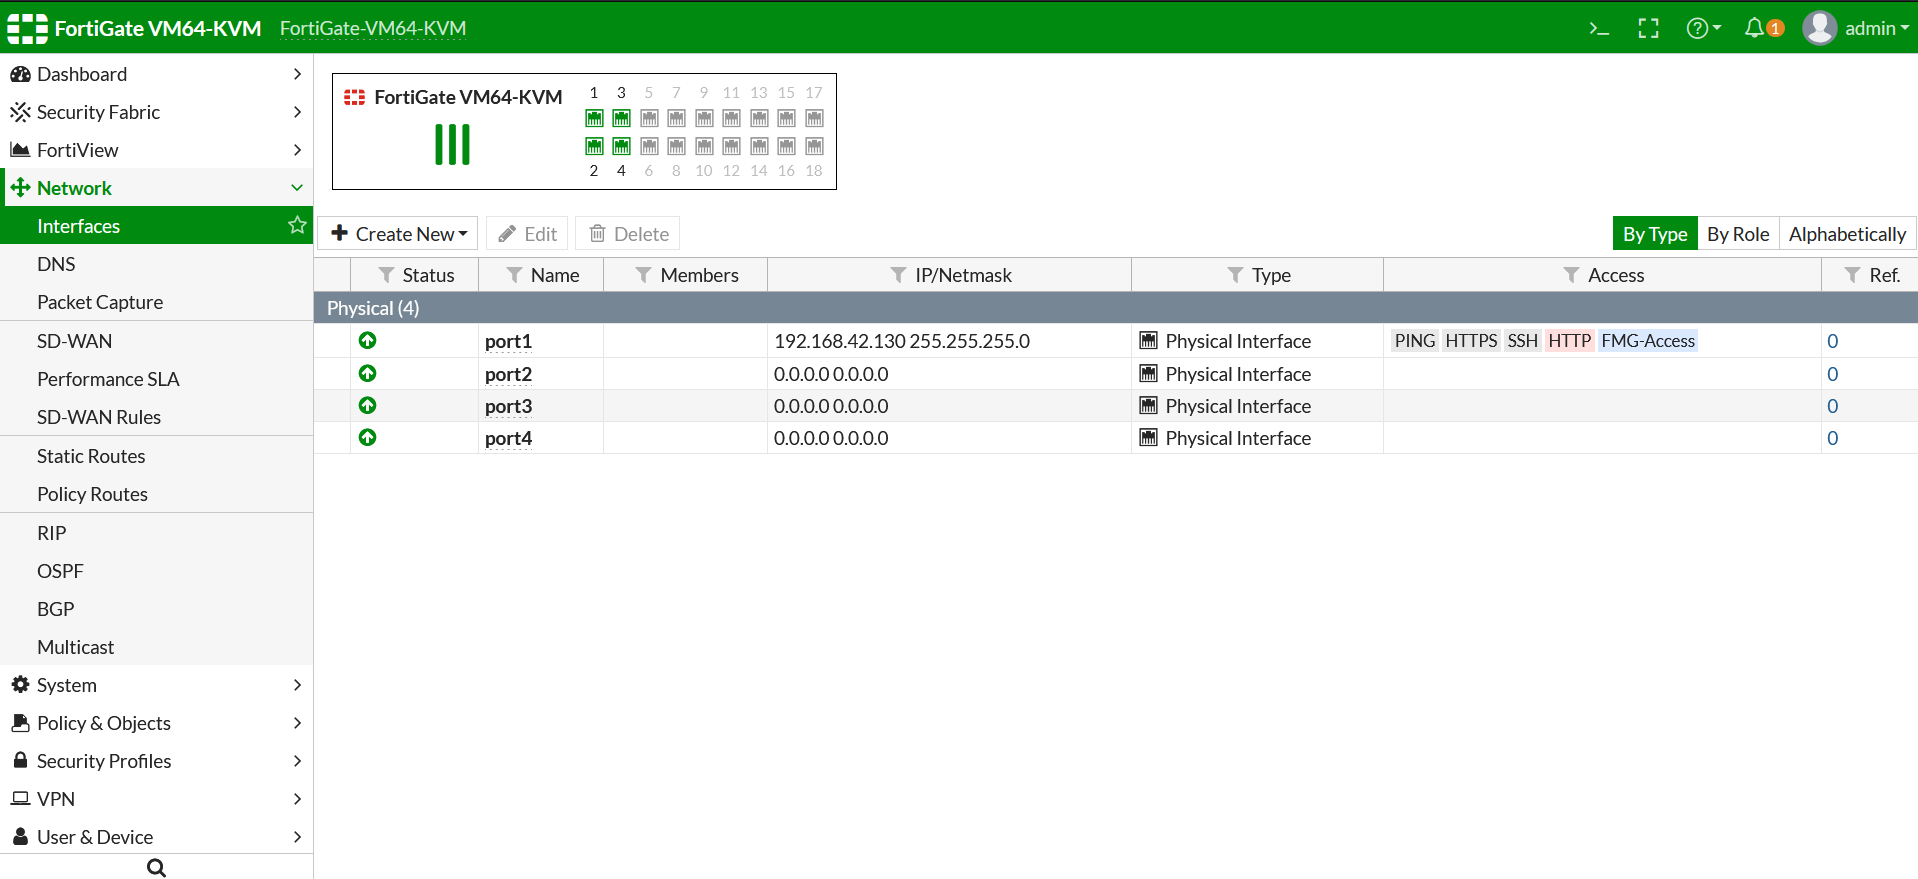 FortiGate VM64-KVM FortiGate-VM64-KVM >_ ? 1 admin
Dashboard
Security Fabric
FortiView
Network
Interfaces
DNS
Packet Capture
SD-WAN
Performance SLA
SD-WAN Rules
Static Routes
Policy Routes
RIP
OSPF
BGP
Multicast
System
Policy & Objects
Security Profiles
VPN
User & Device
FortiGate VM64-KVM
1 3 5 7 9 11 13 15 17
2 4 6 8 10 12 14 16 18
Create New Edit Delete By Type By Role Alphabetically
Status Name Members IP/Netmask Type Access Ref.
Physical (4)
port1 192.168.42.130 255.255.255.0 Physical Interface PING HTTPS SSH HTTP FMG-Access 0
port2 0.0.0.0 0.0.0.0 Physical Interface 0
port3 0.0.0.0 0.0.0.0 Physical Interface 0
port4 0.0.0.0 0.0.0.0 Physical Interface 0